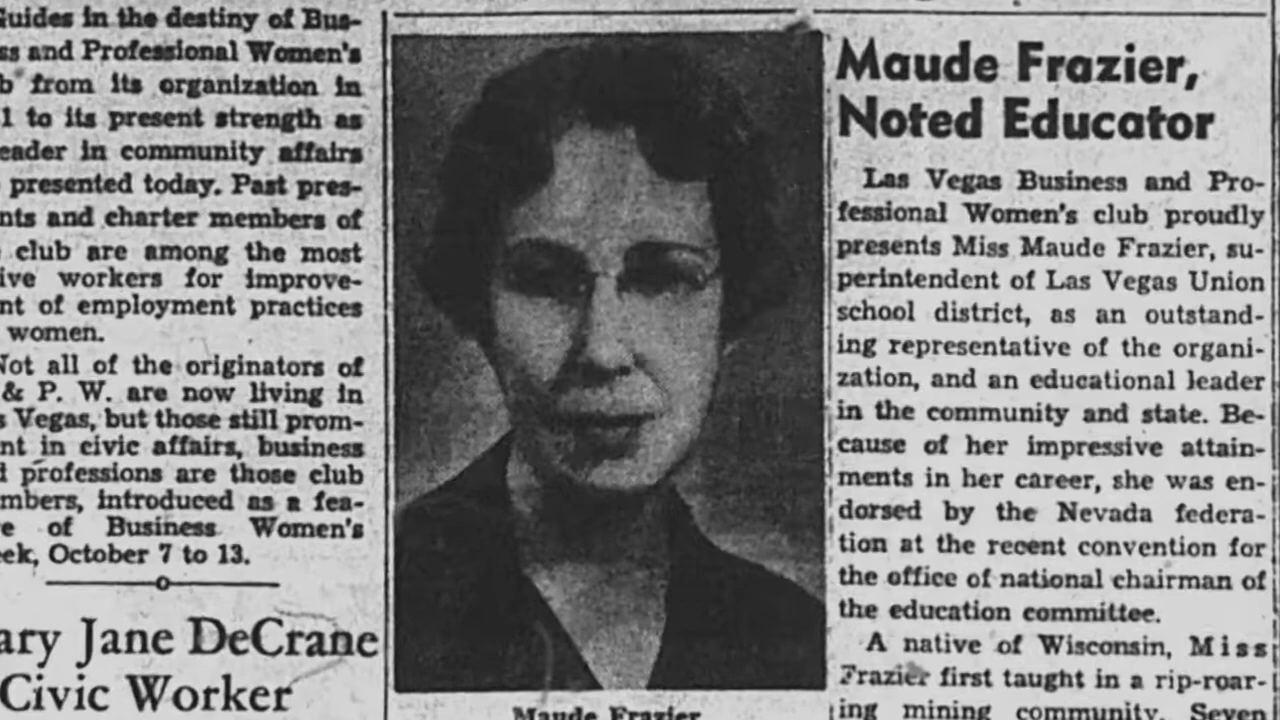 Guides in the destiny of Bus-
ss and Professional Women's
b from its organization in
1 to its present strength as
eader in community affairs
presented today. Past pres-
nts and charter members of
club are among the most
ive workers for improve-
nt of employment practices
women.
Not all of the originators of
& P. W. are now living in
s Vegas, but those still prom-
nt in civic affairs, business
d professions are those club
mbers, introduced as a fea-
e of Business Women's
eek, October 7 to 13.
ary Jane DeCrane
Civic Worker
Maude Frazier
Maude Frazier,
Noted Educator
Las Vegas Business and Pro-
fessional Women's club proudly
presents Miss Maude Frazier, su-
perintendent of Las Vegas Union
school district, as an outstand-
ing representative of the organi-
zation, and an educational leader
in the community and state. Be-
cause of her impressive attain-
ments in her career, she was en-
dorsed by the Nevada federa-
tion at the recent convention for
the office of national chairman of
the education committee.
A native of Wisconsin, Miss
Frazier first taught in a rip-roar-
ing mining community. Seven